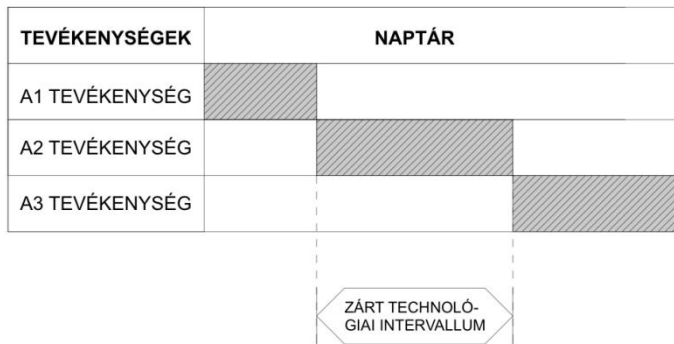 TEVÉKENYSÉGEK NAPTÁR
A1 TEVÉKENYSÉG
A2 TEVÉKENYSÉG
A3 TEVÉKENYSÉG
ZÁRT TECHNOLÓ-
GIAI INTERVALLUM